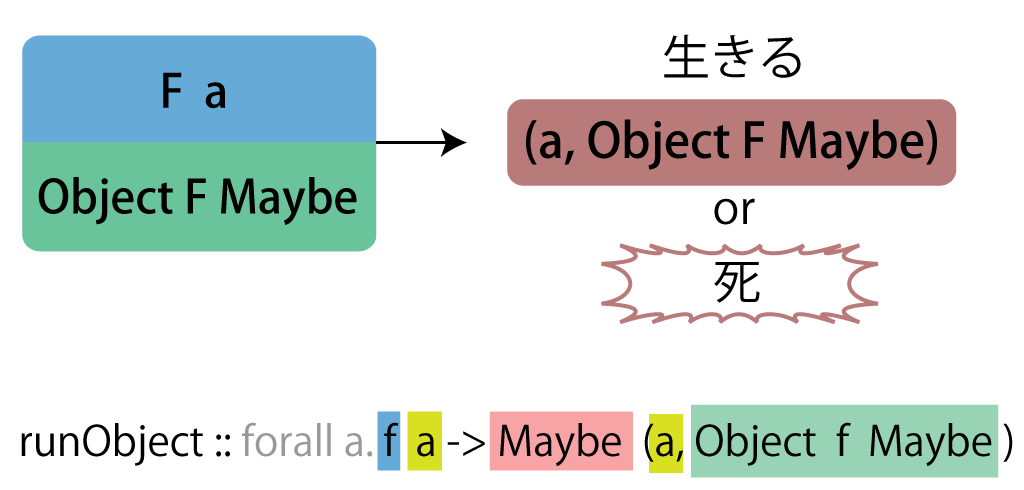 F a
Object F Maybe
生きる
(a, Object F Maybe)
or
死
runObject :: forall a. f a -> Maybe (a, Object f Maybe )